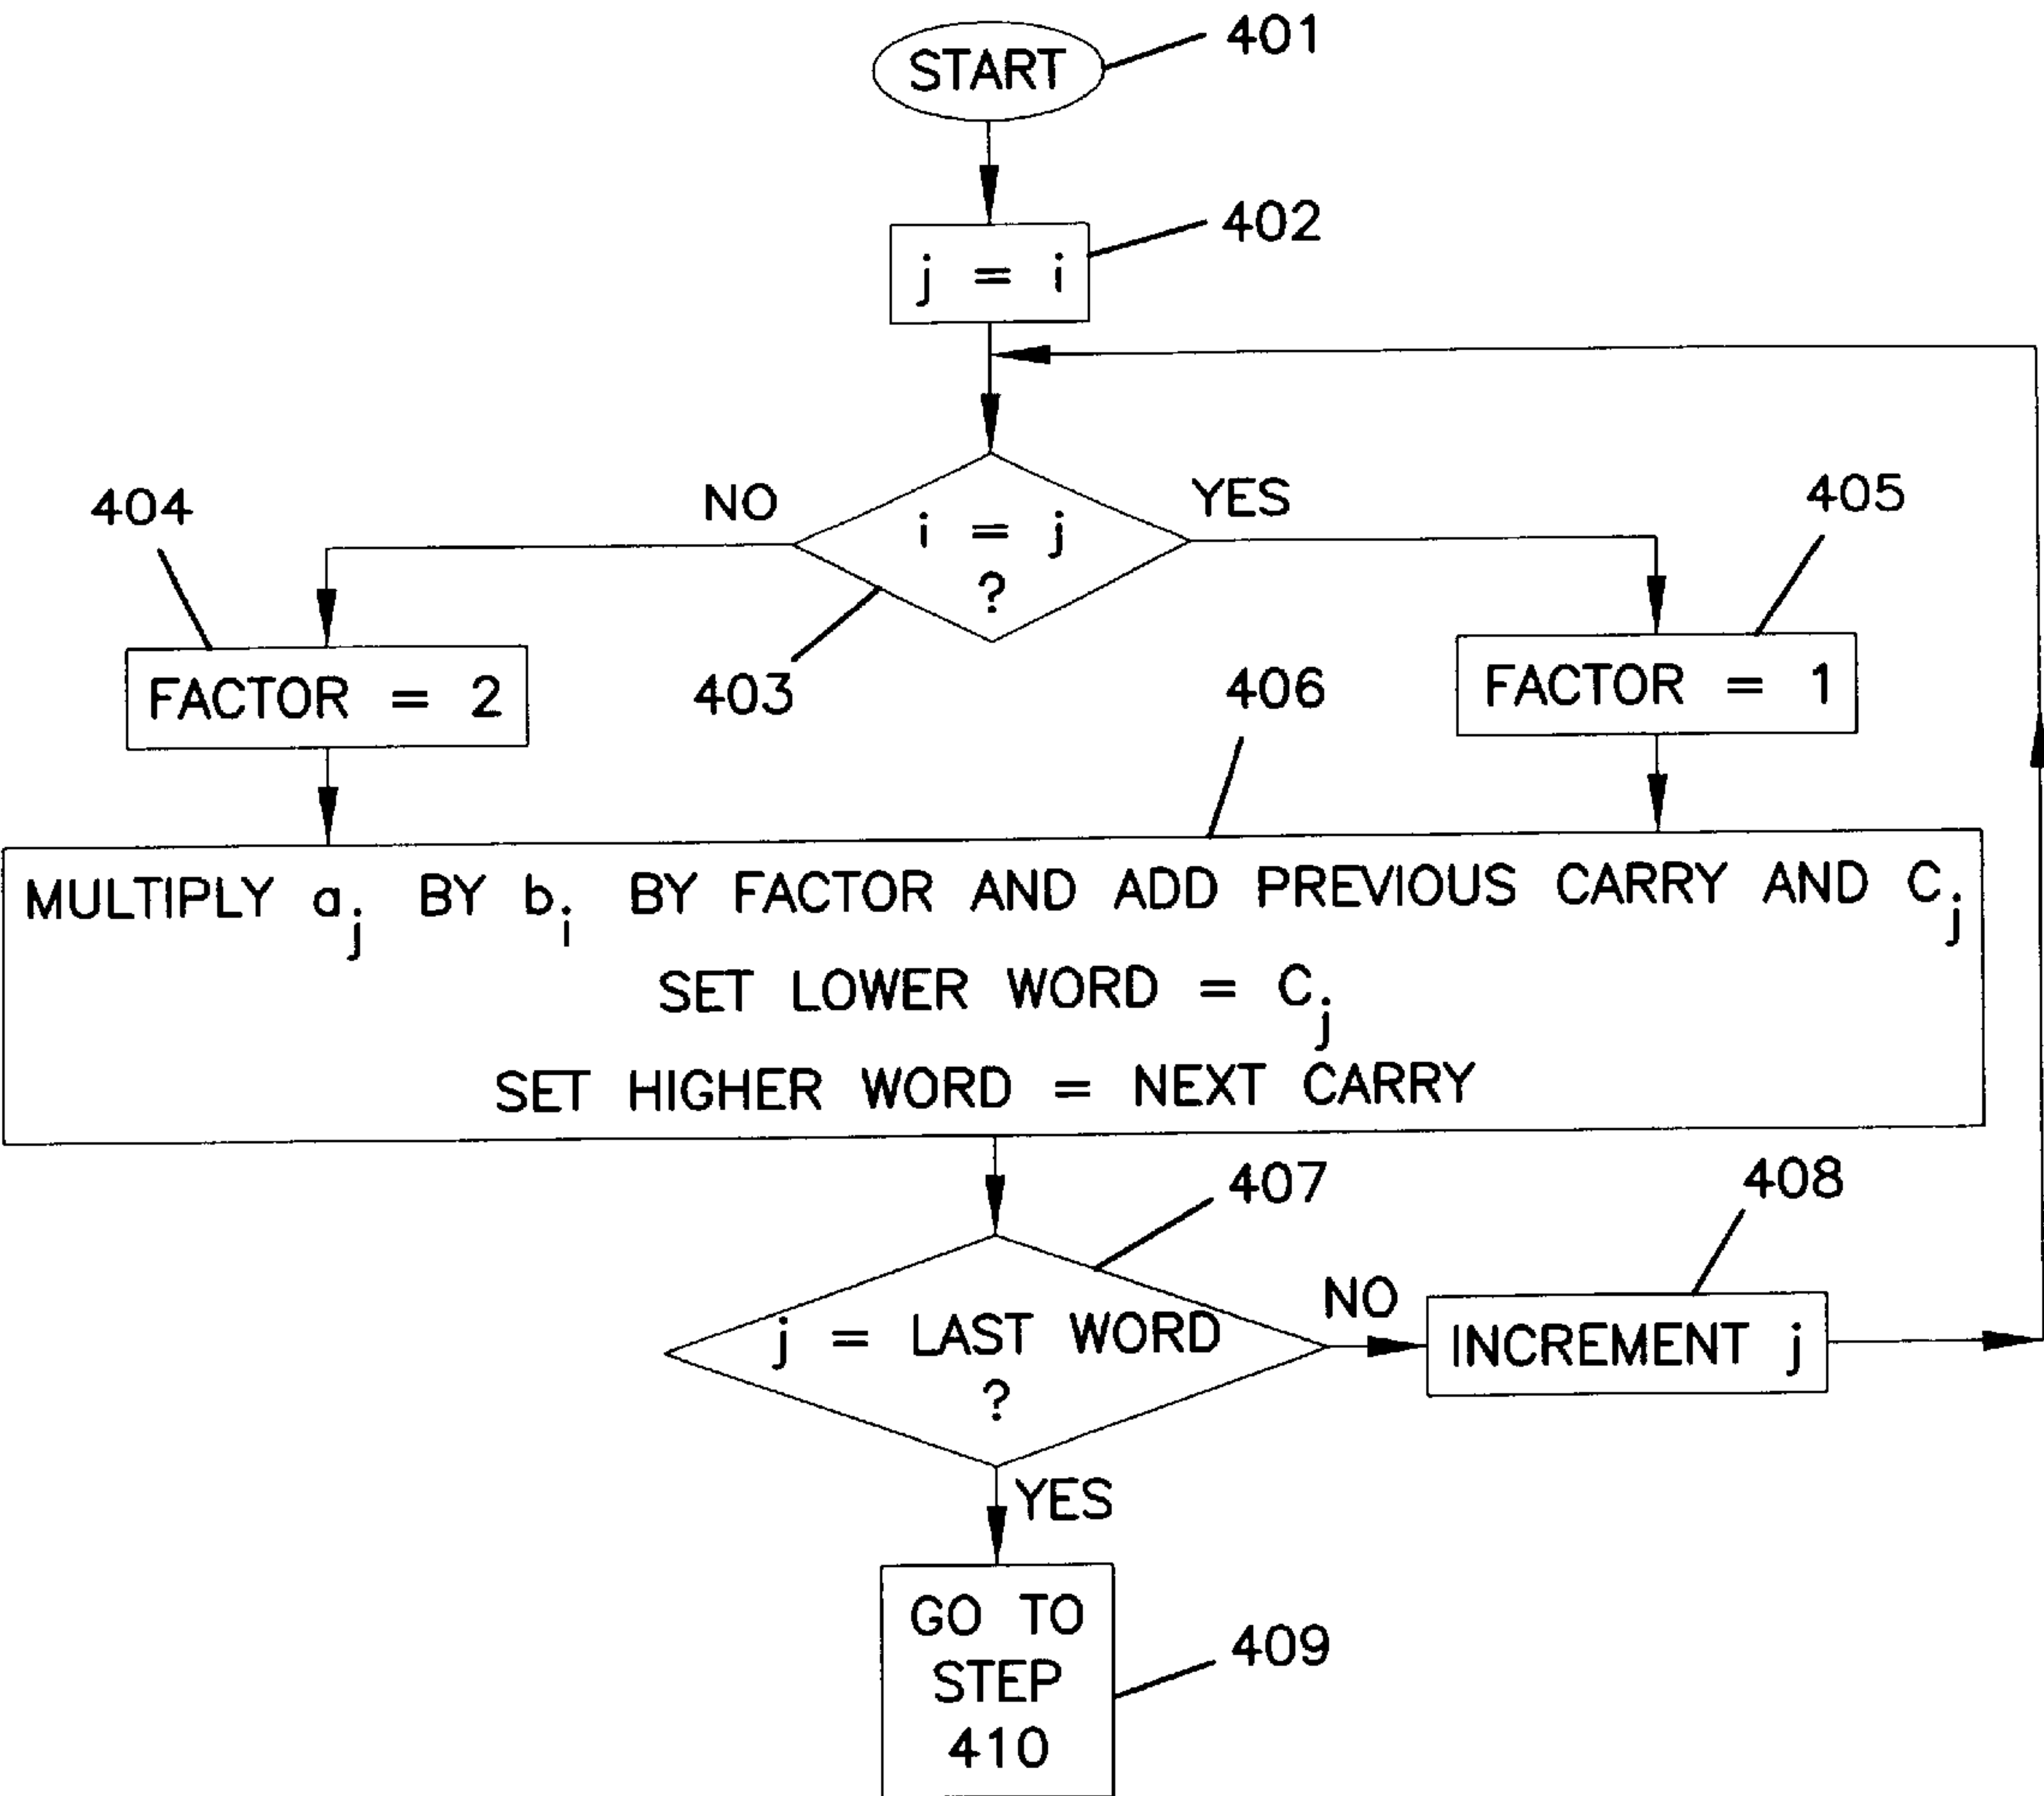 START
401
j = i
402
NO
YES
404
405
i = j
?
403
FACTOR = 2
406
FACTOR = 1
MULTIPLY aj BY bi BY FACTOR AND ADD PREVIOUS CARRY AND Cj
SET LOWER WORD = Cj
SET HIGHER WORD = NEXT CARRY
407
408
j = LAST WORD
?
NO
INCREMENT j
YES
GO TO
STEP
410
409